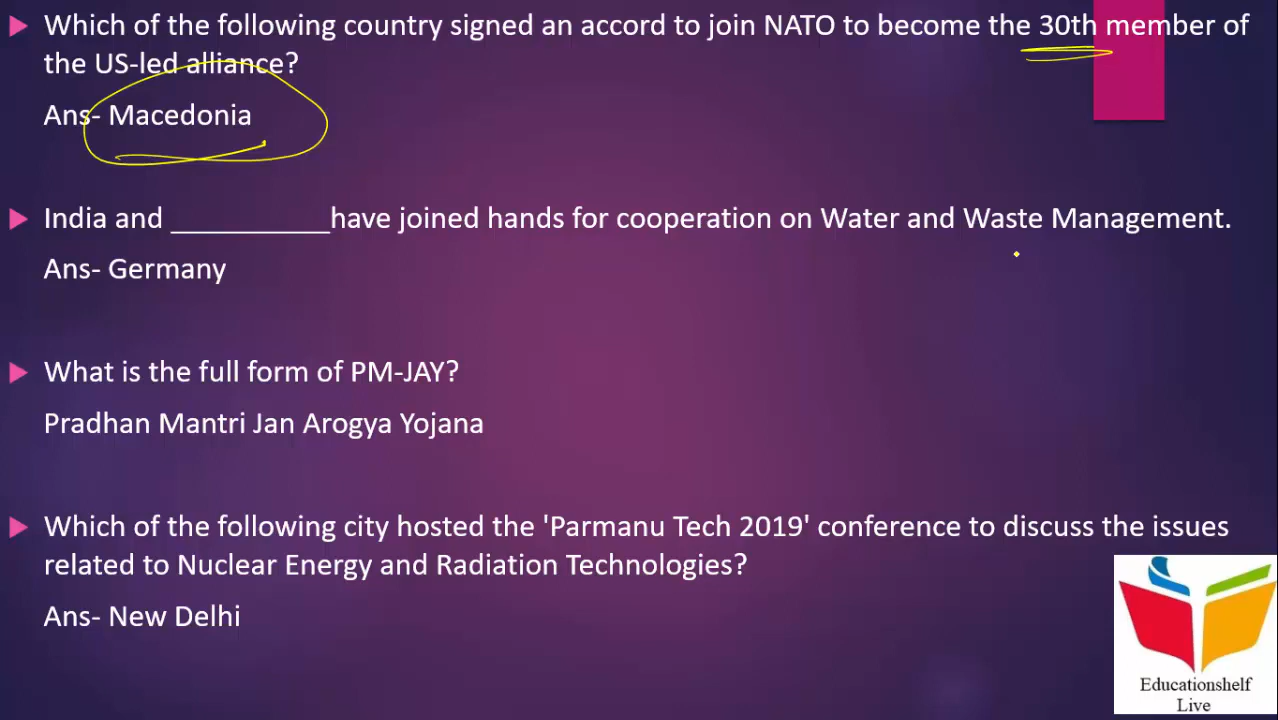 Which of the following country signed an accord to join NATO to become the 30th member of
the US-led alliance?
Ans- Macedonia
India and __________have joined hands for cooperation on Water and Waste Management.
Ans- Germany
What is the full form of PM-JAY?
Pradhan Mantri Jan Arogya Yojana
Which of the following city hosted the 'Parmanu Tech 2019' conference to discuss the issues
related to Nuclear Energy and Radiation Technologies?
Ans- New Delhi
Educationshelf
Live